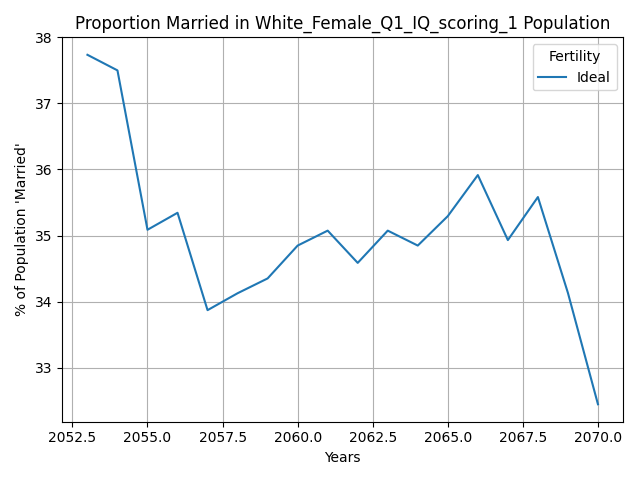 Proportion Married in White_Female_Q1_IQ_scoring_1 Population
Fertility
Ideal
% of Population 'Married'
38
37
36
35
34
33
2052.5 2055.0 2057.5 2060.0 2062.5 2065.0 2067.5 2070.0
Years